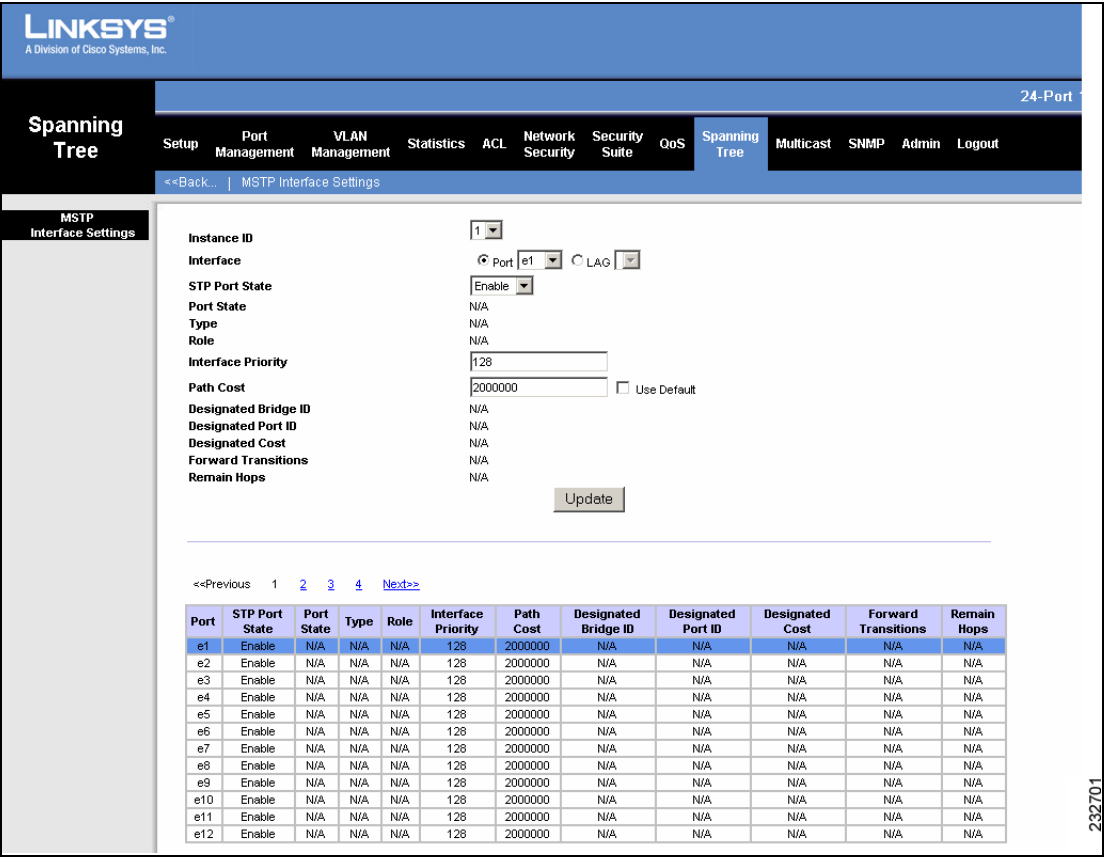 LINKSYS®
A Division of Cisco Systems, Inc.
24-Port
Spanning Tree
Setup Port Management VLAN Management Statistics ACL Network Security Security Suite QoS Spanning Tree Multicast SNMP Admin Logout
<<Back... | MSTP Interface Settings
MSTP
Interface Settings
Instance ID 1
Interface Port e1 LAG
STP Port State Enable
Port State N/A
Type N/A
Role N/A
Interface Priority 128
Path Cost 2000000 Use Default
Designated Bridge ID N/A
Designated Port ID N/A
Designated Cost N/A
Forward Transitions N/A
Remain Hops N/A
Update
<<Previous 1 2 3 4 Next>>
Port STP Port State Port State Type Role Interface Priority Path Cost Designated Bridge ID Designated Port ID Designated Cost Forward Transitions Remain Hops
e1 Enable N/A N/A N/A 128 2000000 N/A N/A N/A N/A N/A
e2 Enable N/A N/A N/A 128 2000000 N/A N/A N/A N/A N/A
e3 Enable N/A N/A N/A 128 2000000 N/A N/A N/A N/A N/A
e4 Enable N/A N/A N/A 128 2000000 N/A N/A N/A N/A N/A
e5 Enable N/A N/A N/A 128 2000000 N/A N/A N/A N/A N/A
e6 Enable N/A N/A N/A 128 2000000 N/A N/A N/A N/A N/A
e7 Enable N/A N/A N/A 128 2000000 N/A N/A N/A N/A N/A
e8 Enable N/A N/A N/A 128 2000000 N/A N/A N/A N/A N/A
e9 Enable N/A N/A N/A 128 2000000 N/A N/A N/A N/A N/A
e10 Enable N/A N/A N/A 128 2000000 N/A N/A N/A N/A N/A
e11 Enable N/A N/A N/A 128 2000000 N/A N/A N/A N/A N/A
e12 Enable N/A N/A N/A 128 2000000 N/A N/A N/A N/A N/A
232701